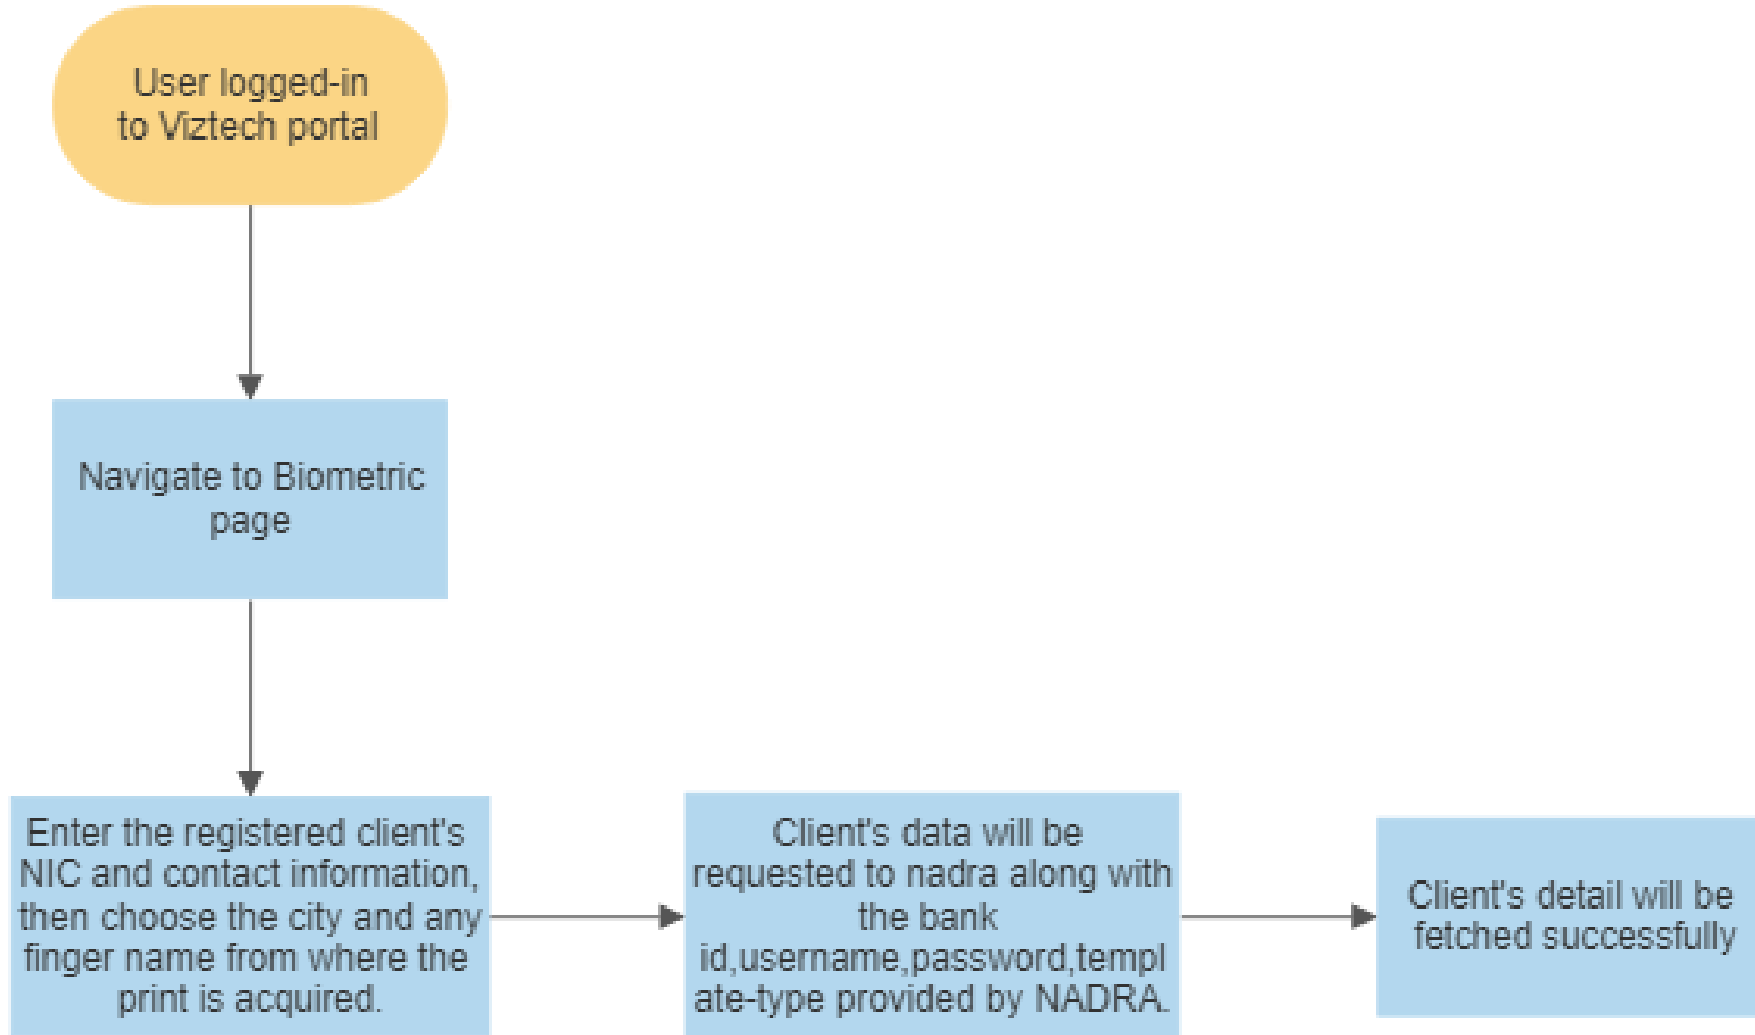 User logged-in
to Viztech portal
Navigate to Biometric
page
Enter the registered client's
NIC and contact information,
then choose the city and any
finger name from where the
print is acquired.
Client's data will be
requested to nadra along with
the bank
id,username,password,templ
ate-type provided by NADRA.
Client's detail will be
fetched successfully